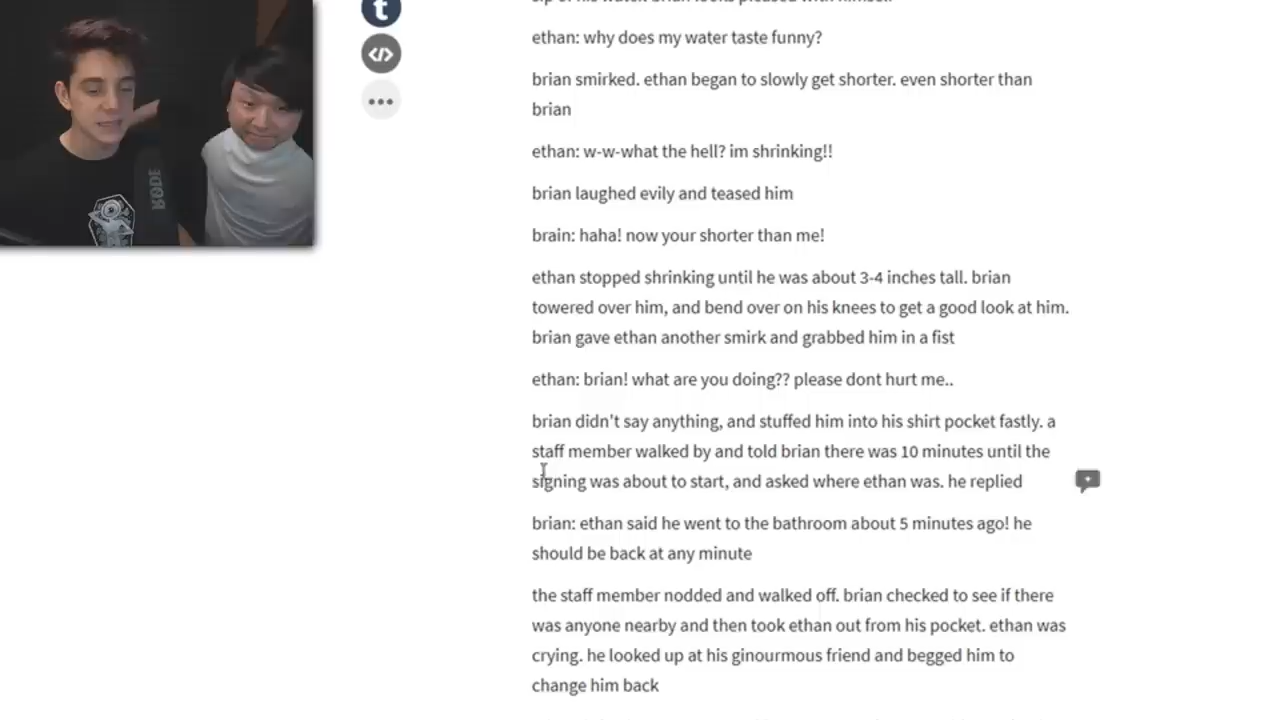 ethan: why does my water taste funny?
brian smirked. ethan began to slowly get shorter. even shorter than
brian
ethan: w-w-what the hell? im shrinking!!
brian laughed evily and teased him
brain: haha! now your shorter than me!
ethan stopped shrinking until he was about 3-4 inches tall. brian
towered over him, and bend over on his knees to get a good look at him.
brian gave ethan another smirk and grabbed him in a fist
ethan: brian! what are you doing?? please dont hurt me..
brian didn't say anything, and stuffed him into his shirt pocket fastly. a
staff member walked by and told brian there was 10 minutes until the
signing was about to start, and asked where ethan was. he replied
brian: ethan said he went to the bathroom about 5 minutes ago! he
should be back at any minute
the staff member nodded and walked off. brian checked to see if there
was anyone nearby and then took ethan out from his pocket. ethan was
crying. he looked up at his ginourmous friend and begged him to
change him back
t
</>
RØDE